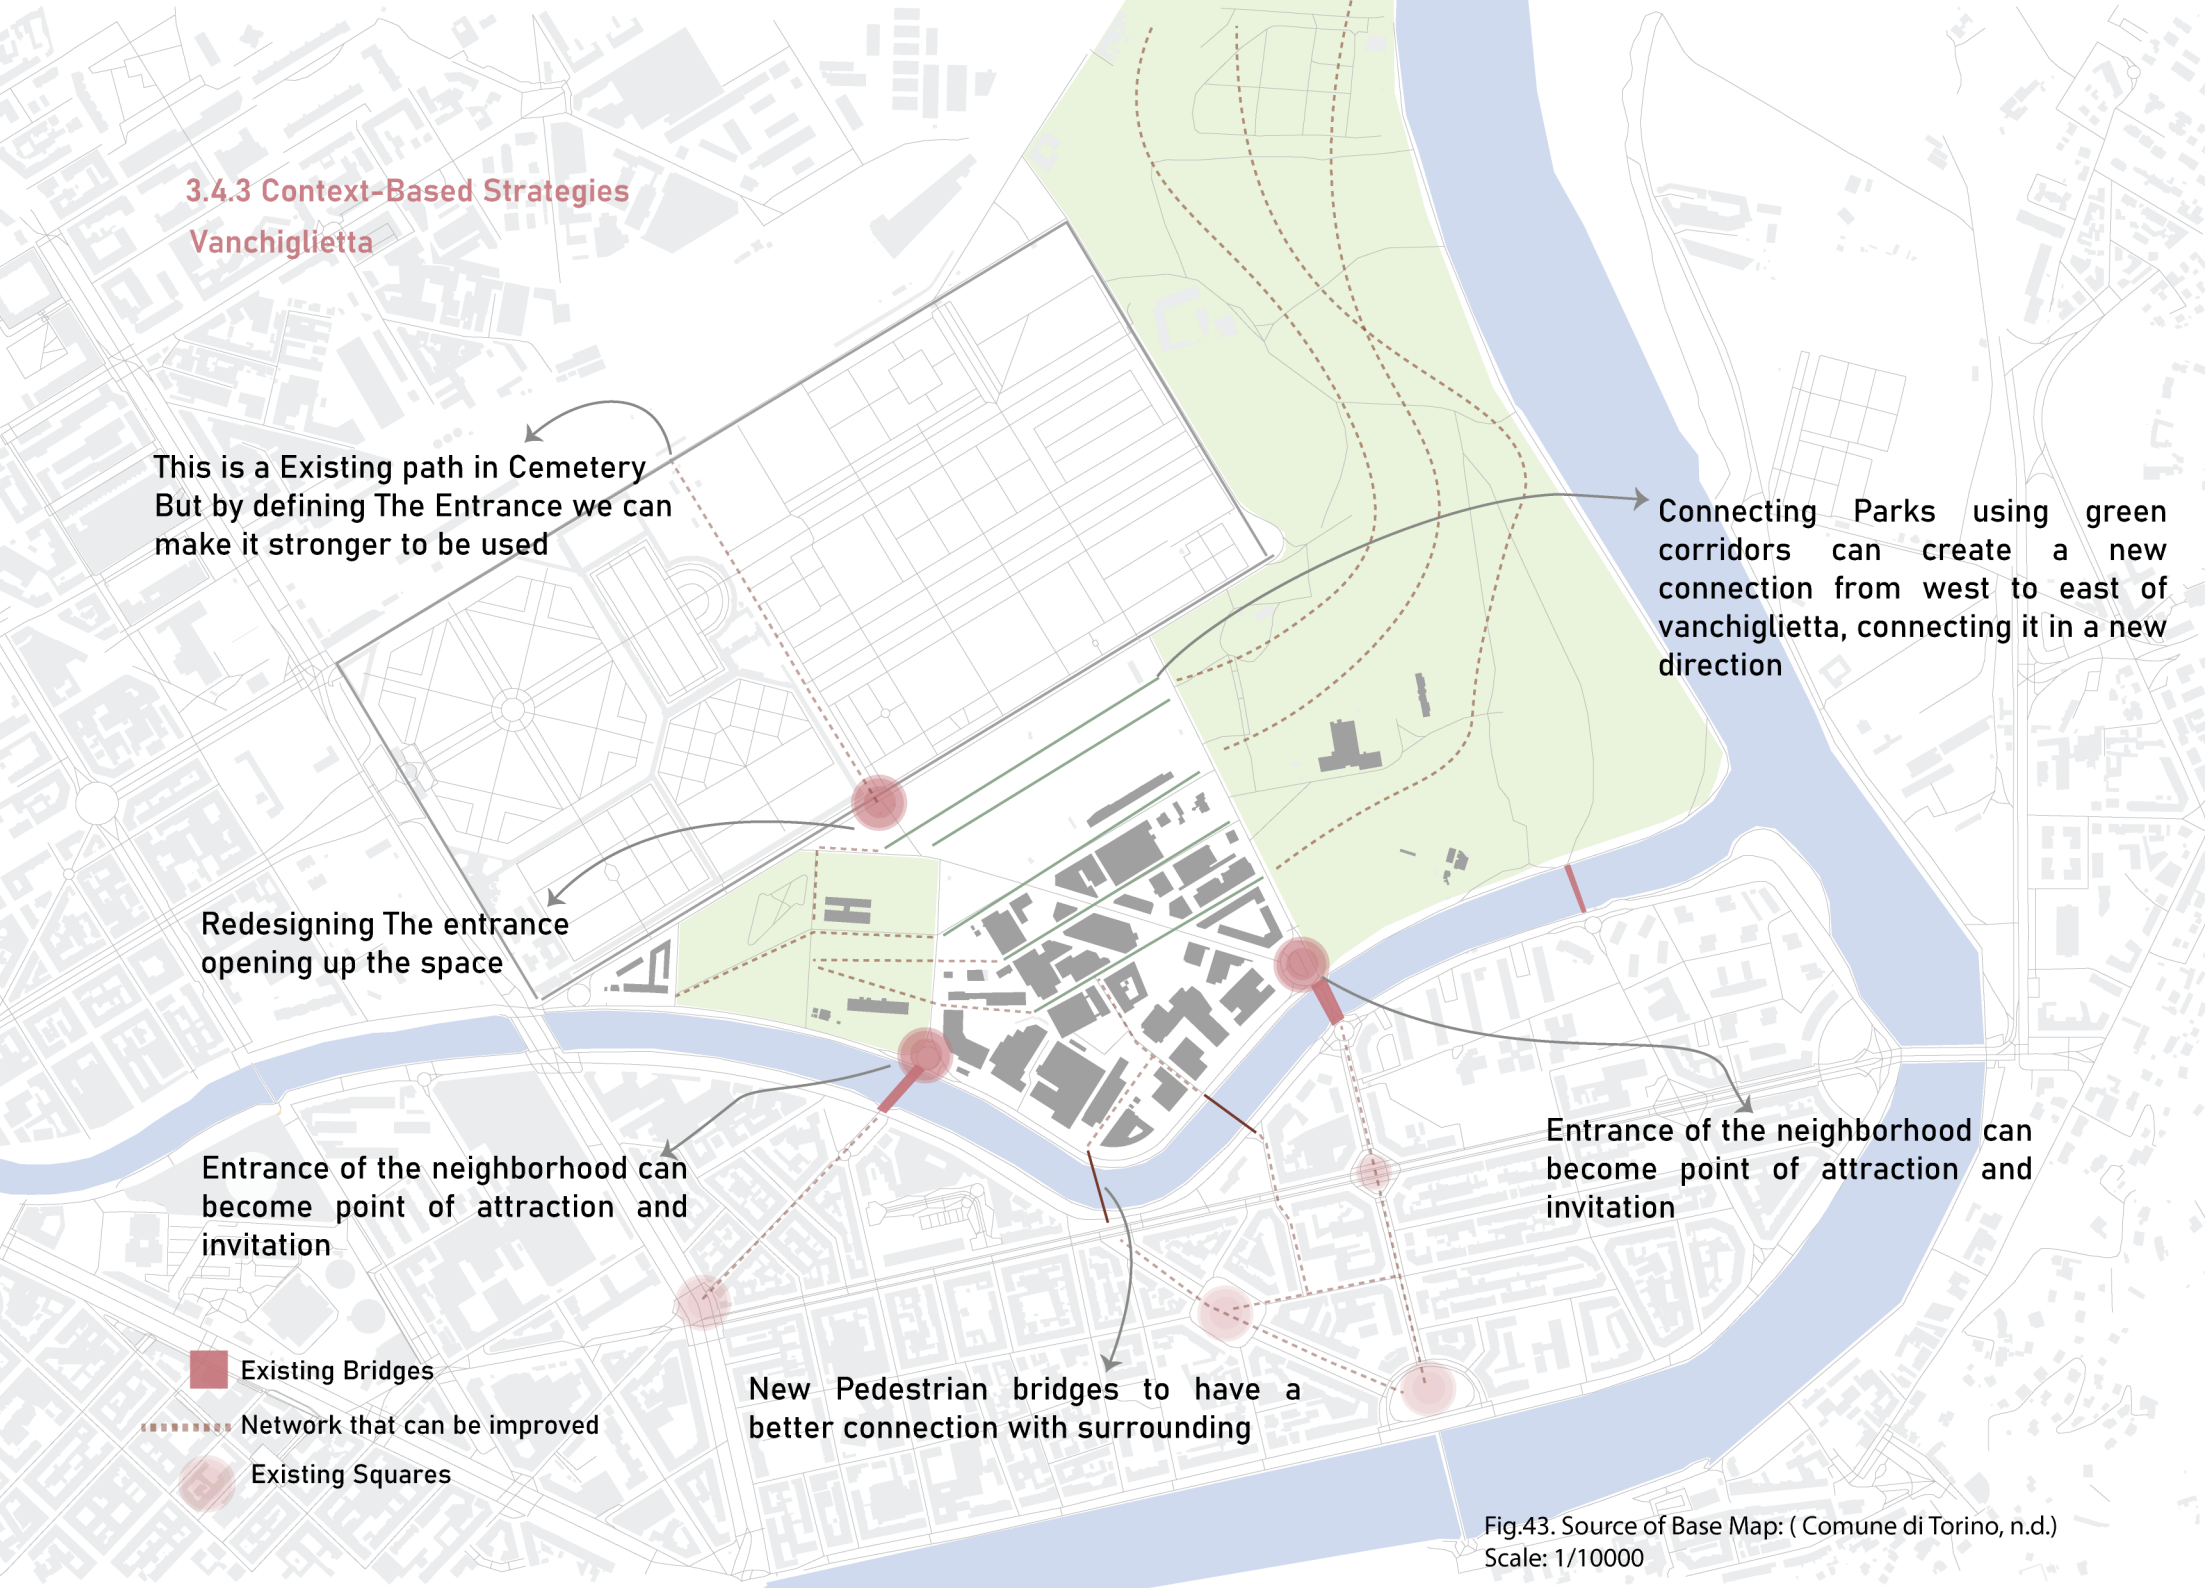 3.4.3 Context-Based Strategies
Vanchiglietta
This is a Existing path in Cemetery
But by defining The Entrance we can
make it stronger to be used
Connecting Parks using green
corridors can create a new
connection from west to east of
vanchiglietta, connecting it in a new
direction
Redesigning The entrance
opening up the space
Entrance of the neighborhood can
become point of attraction and
invitation
Entrance of the neighborhood can
become point of attraction and
invitation
New Pedestrian bridges to have a
better connection with surrounding
Existing Bridges
Network that can be improved
Existing Squares
Fig.43. Source of Base Map: ( Comune di Torino, n.d.)
Scale: 1/10000